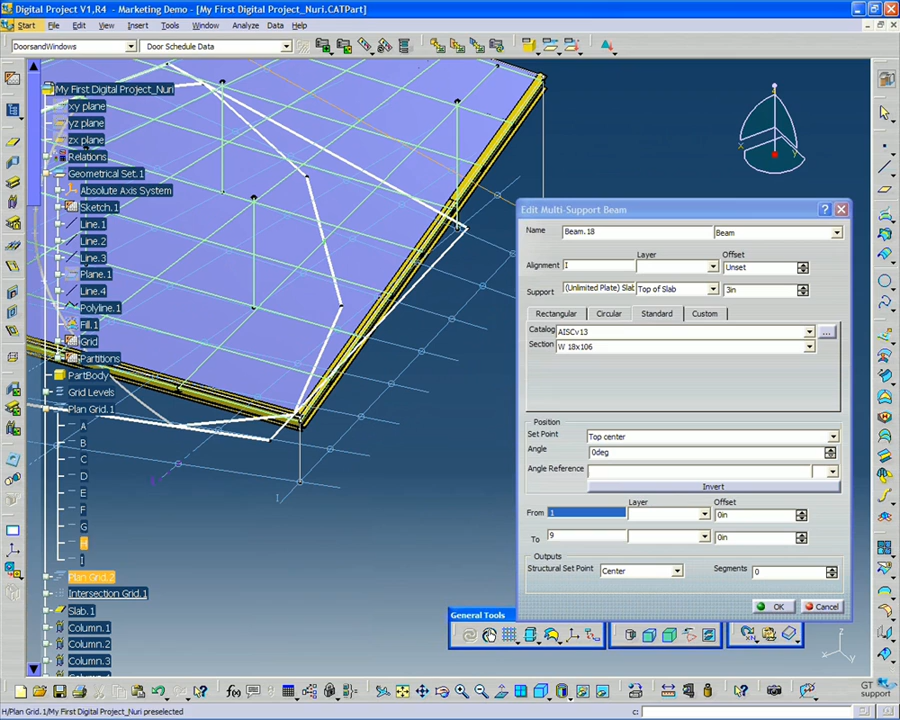 Digital Project V1,R4 - Marketing Demo - [My First Digital Project_Nuri.CATPart]
Start File Edit View Insert Tools Window Analyze Data Help
DoorsandWindows Door Schedule Data
My First Digital Project_Nuri
xy plane
yz plane
zx plane
Relations
Geometrical Set.1
Absolute Axis System
Sketch.1
Line.1
Line.2
Line.3
Plane.1
Line.4
Polyline.1
Fill.1
Grid
Partitions
PartBody
Grid Levels
Plan Grid.1
A
B
C
D
E
F
G
H
I
Plan Grid.2
Intersection Grid.1
Slab.1
Column.1
Column.2
Column.3
I
z
x
y
Edit Multi-Support Beam
Name Beam.18 Beam
Layer Offset
Alignment I Unset
Support (Unlimited Plate) Slab Top of Slab 3in
Rectangular Circular Standard Custom
Catalog AISCv13 ...
Section W 18x106
Position
Set Point Top center
Angle 0deg
Angle Reference
Invert
Layer Offset
From 1 0in
To 9 0in
Outputs
Structural Set Point Center Segments 0
OK Cancel
General Tools
z
x
y
GT
support
H/Plan Grid.1/My First Digital Project_Nuri preselected
c: